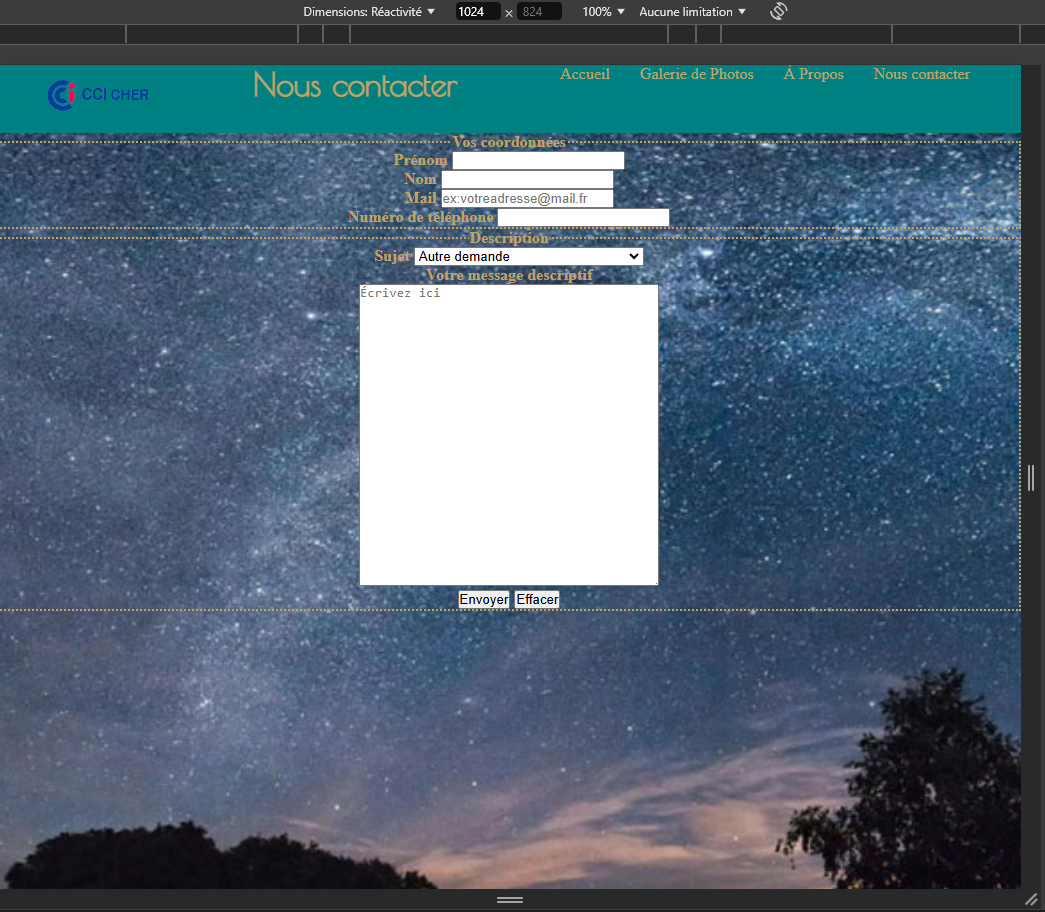 Dimensions: Réactivité 1024 × 824 100% Aucune limitation
CCI CHER
Nous contacter
Accueil Galerie de Photos À Propos Nous contacter
Vos coordonnées
Prénom
Nom
Mail ex:votreadresse@mail.fr
Numéro de téléphone
Description
Sujet Autre demande
Votre message descriptif
Écrivez ici
Envoyer Effacer